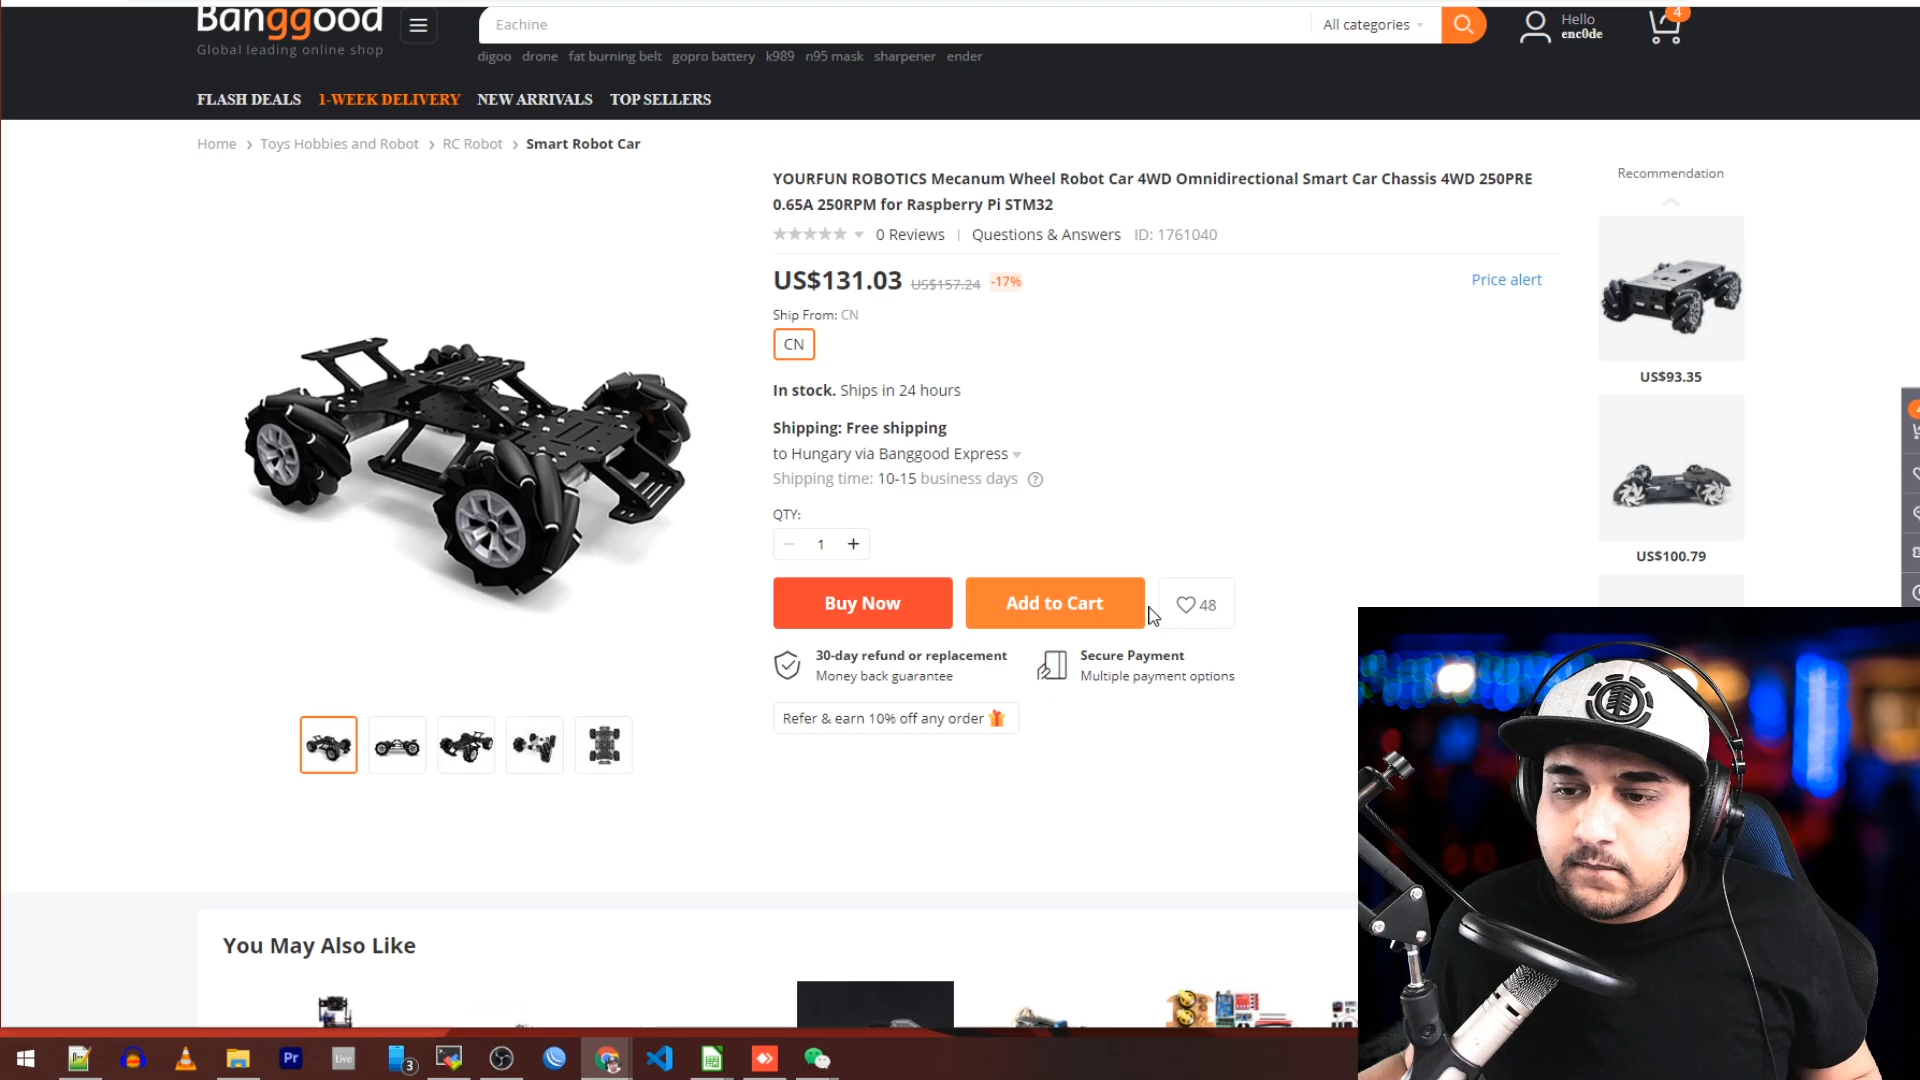 Banggood
Global leading online shop
Eachine
All categories
Hello
enc0de
4
digoo drone fat burning belt gopro battery k989 n95 mask sharpener ender
FLASH DEALS 1-WEEK DELIVERY NEW ARRIVALS TOP SELLERS
Home > Toys Hobbies and Robot > RC Robot > Smart Robot Car
YOURFUN ROBOTICS Mecanum Wheel Robot Car 4WD Omnidirectional Smart Car Chassis 4WD 250PRE
0.65A 250RPM for Raspberry Pi STM32
0 Reviews | Questions & Answers ID: 1761040
US$131.03 US$157.24 -17%
Price alert
Ship From: CN
CN
In stock. Ships in 24 hours
Shipping: Free shipping
to Hungary via Banggood Express
Shipping time: 10-15 business days ?
QTY:
− 1 +
Buy Now
Add to Cart
48
30-day refund or replacement
Money back guarantee
Secure Payment
Multiple payment options
Refer & earn 10% off any order
Recommendation
US$93.35
US$100.79
You May Also Like
Pr
Live
3